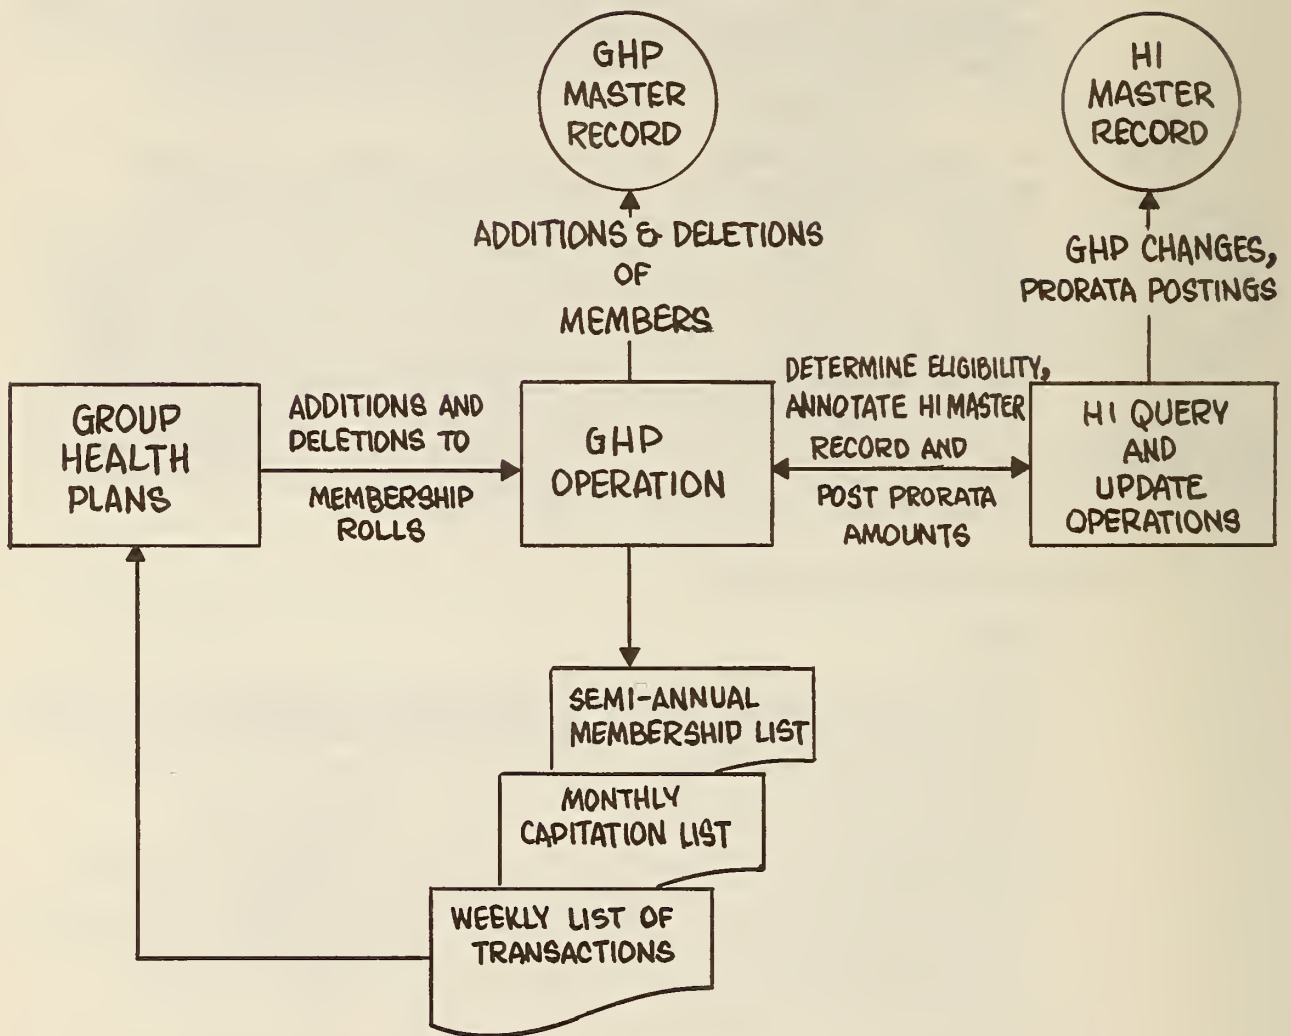 GHP
MASTER
RECORD
HI
MASTER
RECORD
ADDITIONS & DELETIONS
OF
MEMBERS
GHP CHANGES,
PRORATA POSTINGS
GROUP
HEALTH
PLANS
ADDITIONS AND
DELETIONS TO
MEMBERSHIP
ROLLS
GHP
OPERATION
DETERMINE ELIGIBILITY,
ANNOTATE HI MASTER
RECORD AND
POST PRORATA
AMOUNTS
HI QUERY
AND
UPDATE
OPERATIONS
SEMI-ANNUAL
MEMBERSHIP LIST
MONTHLY
CAPITATION LIST
WEEKLY LIST OF
TRANSACTIONS